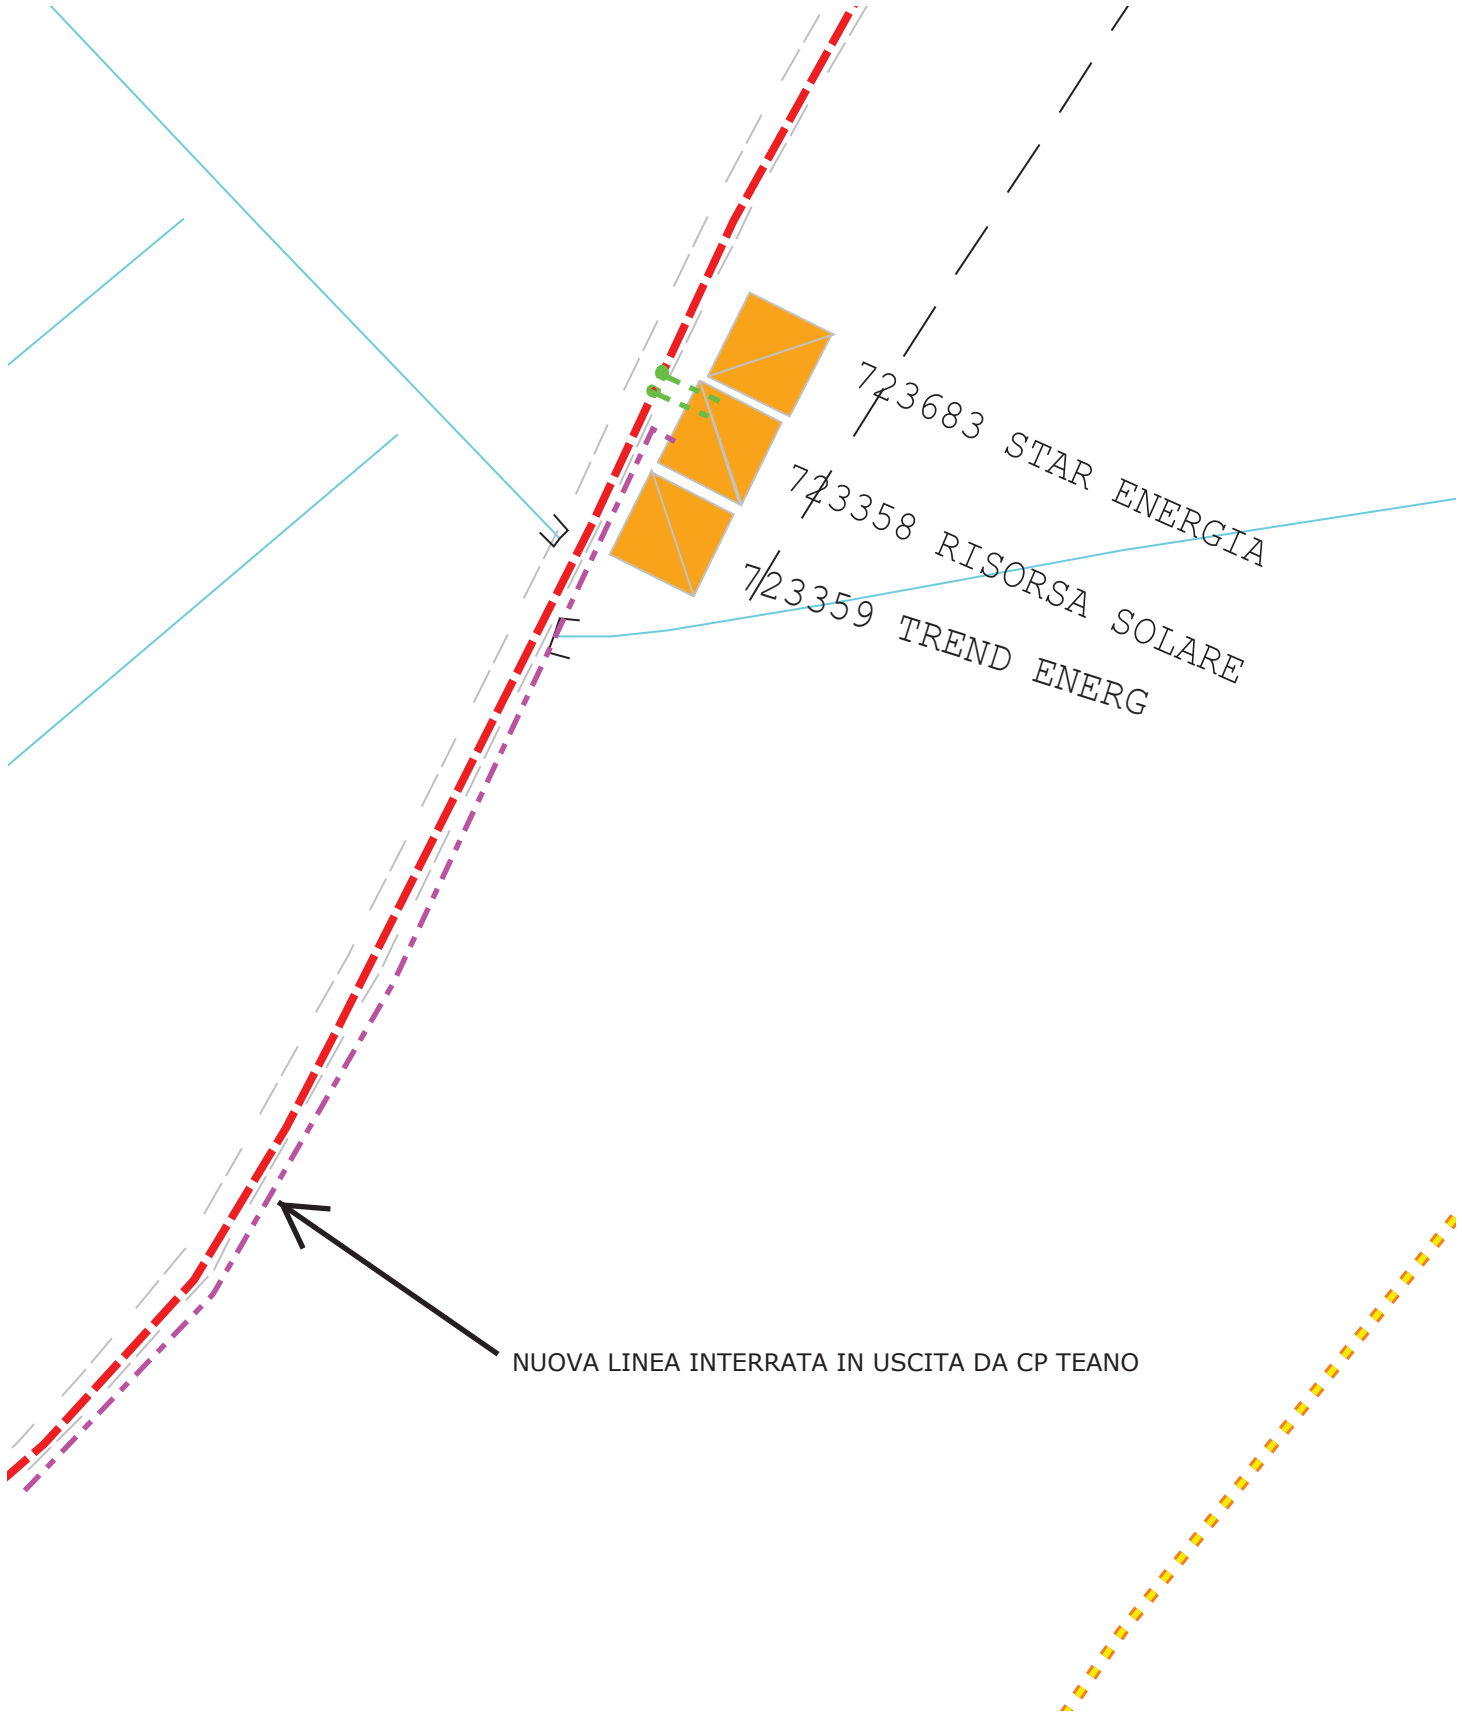 723683 STAR ENERGIA
723358 RISORSA SOLARE
723359 TREND ENERG
NUOVA LINEA INTERRATA IN USCITA DA CP TEANO